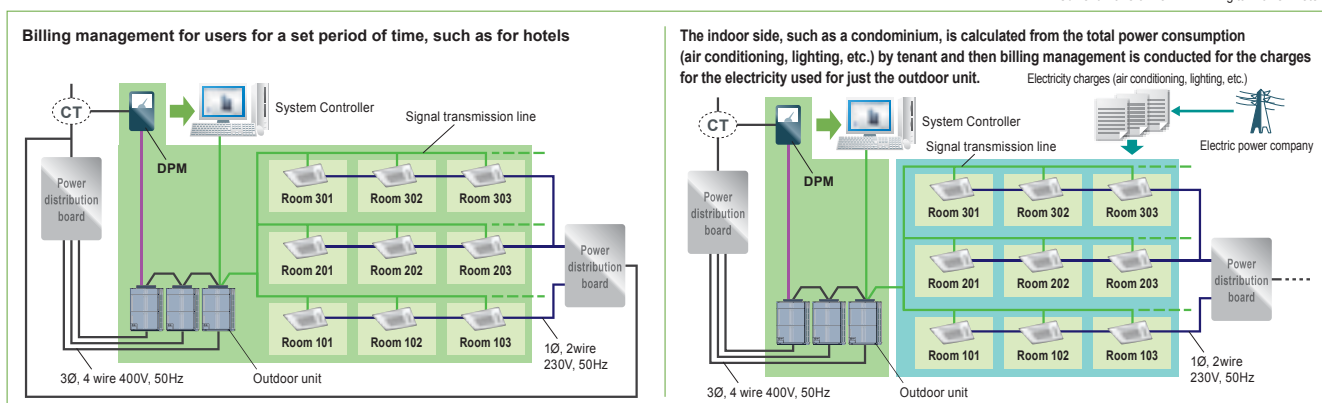 Billing management for users for a set period of time, such as for hotels
CT
System Controller
Signal transmission line
DPM
Power
distribution
board
Room 301
Room 302
Room 303
Room 201
Room 202
Room 203
Power
distribution
board
Room 101
Room 102
Room 103
1Ø, 2wire
230V, 50Hz
3Ø, 4 wire 400V, 50Hz
Outdoor unit
The indoor side, such as a condominium, is calculated from the total power consumption
(air conditioning, lighting, etc.) by tenant and then billing management is conducted for the charges
for the electricity used for just the outdoor unit.
Electricity charges (air conditioning, lighting, etc.)
CT
System Controller
Signal transmission line
Electric power company
DPM
Power
distribution
board
Room 301
Room 302
Room 303
Room 201
Room 202
Room 203
Power
distribution
board
Room 101
Room 102
Room 103
1Ø, 2wire
230V, 50Hz
3Ø, 4 wire 400V, 50Hz
Outdoor unit